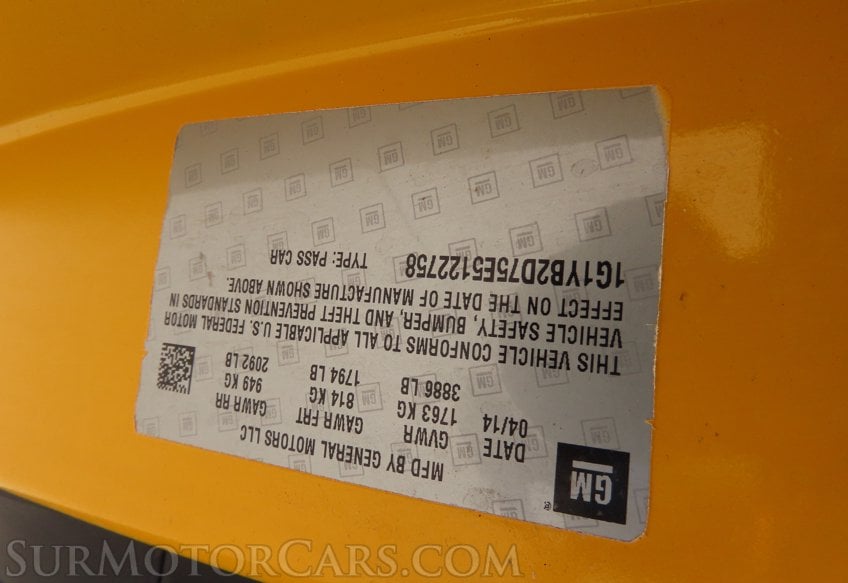 GM
®
MFD BY GENERAL MOTORS LLC
DATE GVWR GAWR FRT GAWR RR
04/14 1763 KG 814 KG 949 KG
3886 LB 1794 LB 2092 LB
THIS VEHICLE CONFORMS TO ALL APPLICABLE U.S. FEDERAL MOTOR
VEHICLE SAFETY, BUMPER, AND THEFT PREVENTION STANDARDS IN
EFFECT ON THE DATE OF MANUFACTURE SHOWN ABOVE.
1G1YB2D75E5122758 TYPE: PASS CAR
SURMOTORCARS.COM